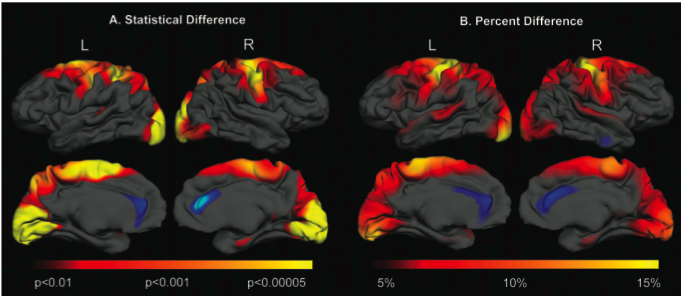 A. Statistical Difference
B. Percent Difference
L R L R
p<0.01 p<0.001 p<0.00005
5% 10% 15%